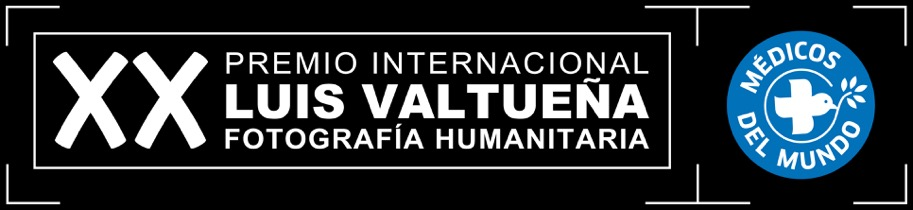 XX
PREMIO INTERNACIONAL
LUIS VALTUEÑA
FOTOGRAFÍA HUMANITARIA
MÉDICOS
DEL MUNDO